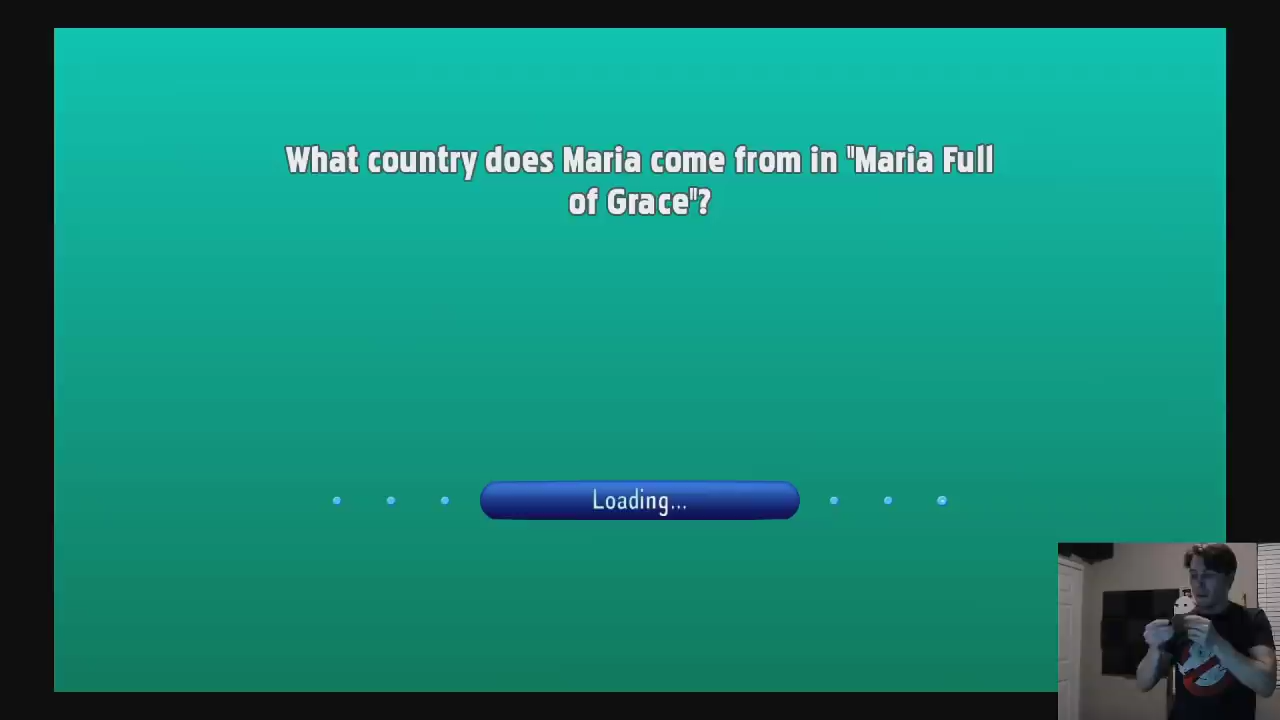 What country does Maria come from in "Maria Full
of Grace"?
Loading...